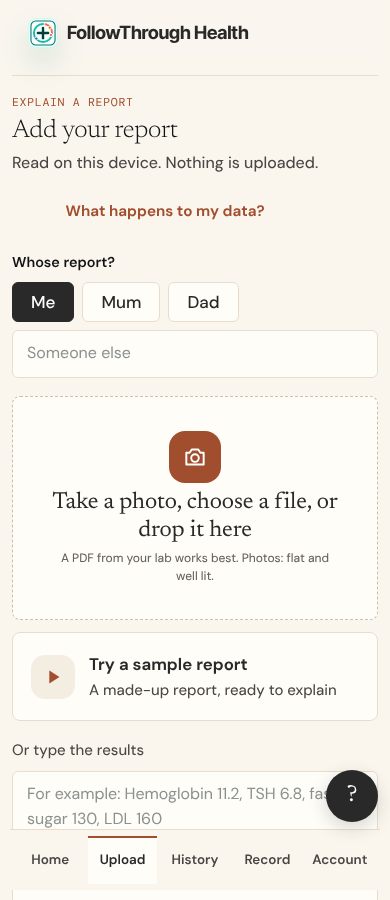 FollowThrough Health
EXPLAIN A REPORT
Add your report
Read on this device. Nothing is uploaded.
What happens to my data?
Whose report?
Me Mum Dad
Someone else
Take a photo, choose a file, or
drop it here
A PDF from your lab works best. Photos: flat and
well lit.
Try a sample report
A made-up report, ready to explain
Or type the results
For example: Hemoglobin 11.2, TSH 6.8,
sugar 130, LDL 160
?
Home Upload History Record Account